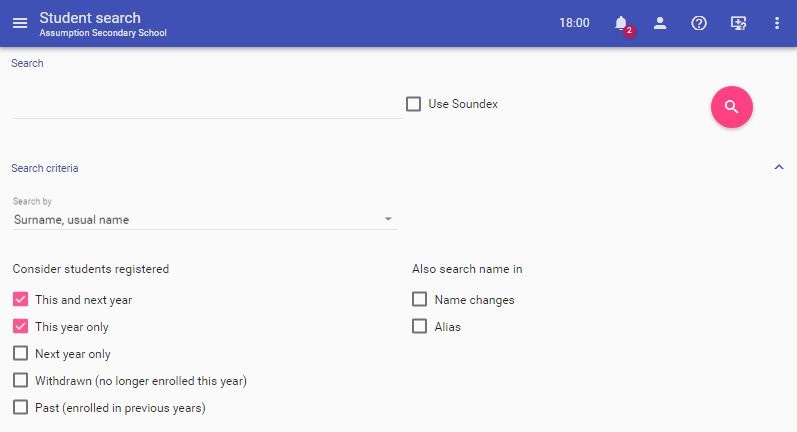 Student search
Assumption Secondary School
18:00
2
Search
Use Soundex
Search criteria
Search by
Surname, usual name
Consider students registered
Also search name in
This and next year
Name changes
This year only
Alias
Next year only
Withdrawn (no longer enrolled this year)
Past (enrolled in previous years)